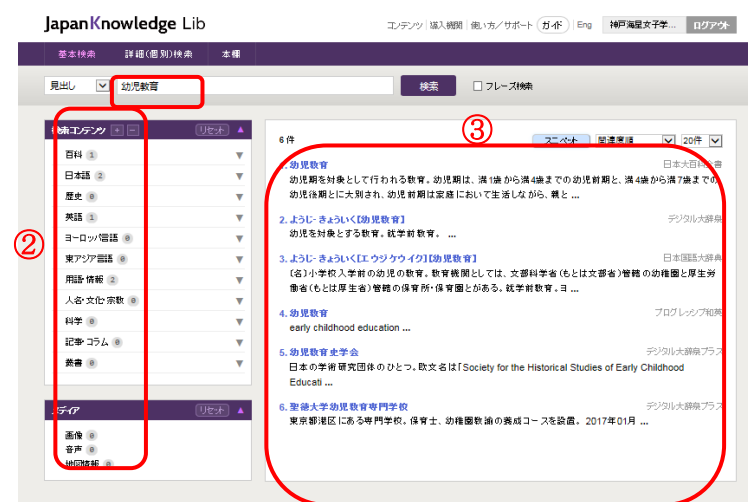 JapanKnowledge Lib
コンテンツ 導入機関 使い方/サポート ガイド Eng 神戸海星女子学... ログアウト
基本検索 詳細(個別)検索 本棚
見出し 幼児教育 検索 フレーズ検索
検索コンテンツ + - リセット ▲
百科 1
日本語 2
歴史 0
英語 1
ヨーロッパ言語 0
東アジア言語 0
用語・情報 2
人名・文化・宗教 0
科学 0
記事・コラム 0
叢書 0
②
メディア リセット ▲
画像 0
音声 0
地図情報 0
③
6 件 スニペット 関連度順 20件
1. 幼児教育 日本大百科全書
幼児期を対象として行われる教育。幼児期は、満1歳から満4歳までの幼児前期と、満4歳から満7歳までの
幼児後期とに大別され、幼児前期は家庭において生活しながら、親と ...
2. ようじ‐きょういく【幼児教育】 デジタル大辞泉
幼児を対象とする教育。就学前教育。 ...
3. ようじ‐きょういく[エウジケウイク]【幼児教育】 日本国語大辞典
〔名〕小学校入学前の幼児の教育。教育機関としては、文部科学省(もとは文部省)管轄の幼稚園と厚生労
働省(もとは厚生省)管轄の保育所・保育園とがある。就学前教育。ヨ ...
4. 幼児教育 プログレッシブ和英
early childhood education ...
5. 幼児教育史学会 デジタル大辞泉プラス
日本の学術研究団体のひとつ。欧文名は「Society for the Historical Studies of Early Childhood
Educati ...
6. 聖徳大学幼児教育専門学校 デジタル大辞泉プラス
東京都港区にある専門学校。保育士、幼稚園教諭の養成コースを設置。 2017年01月 ...